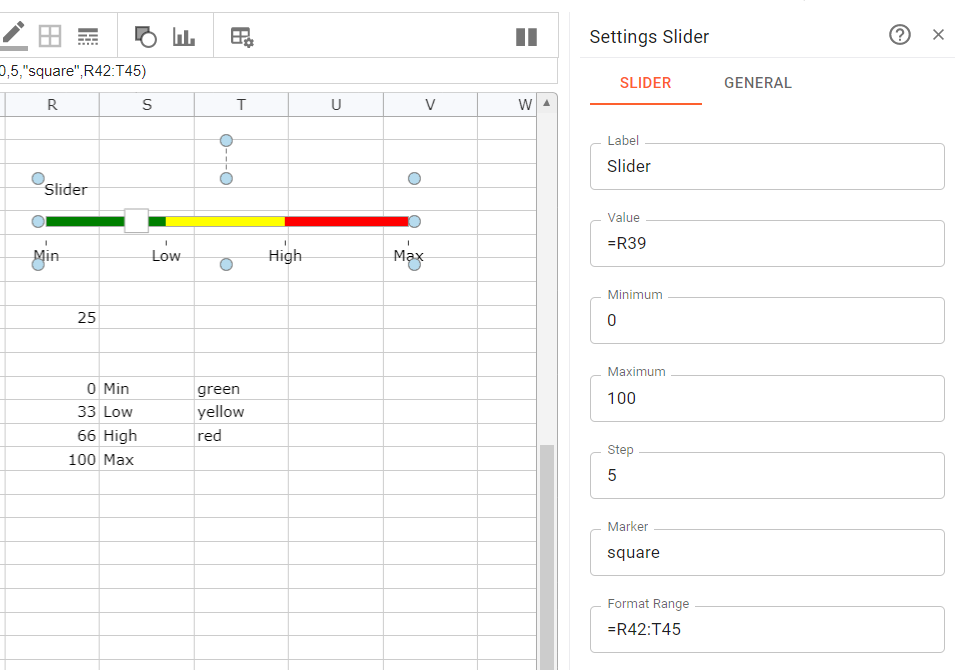 Settings Slider
0,5,"square",R42:T45)
SLIDER GENERAL
R S T U V W
Label
Slider
Slider
Min Low High Max
Value
=R39
Minimum
0
25
Maximum
100
0 Min green
33 Low yellow
66 High red
100 Max
Step
5
Marker
square
Format Range
=R42:T45